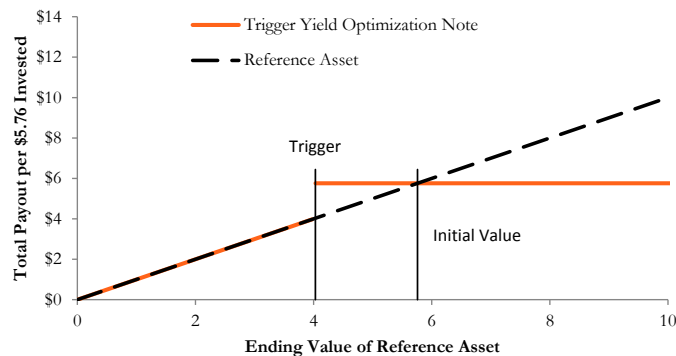 $14
$12
$10
$8
$6
$4
$2
$0
Total Payout per $5.76 Invested
Trigger Yield Optimization Note
Reference Asset
Trigger
Initial Value
0 2 4 6 8 10
Ending Value of Reference Asset